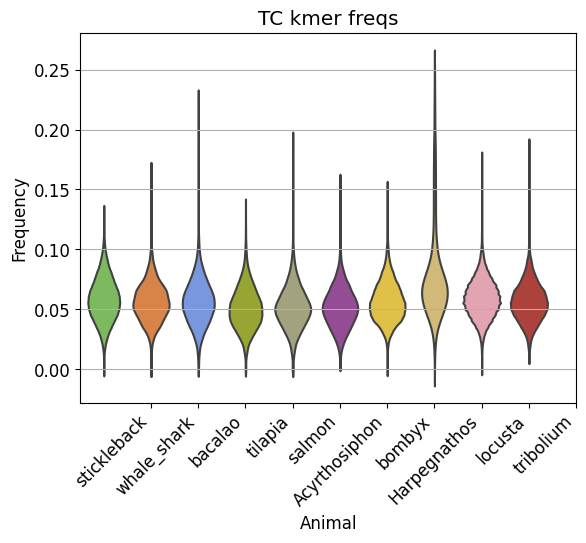 TC kmer freqs
Frequency
0.25
0.20
0.15
0.10
0.05
0.00
stickleback
whale_shark
bacalao
tilapia
salmon
Acyrthosiphon
bombyx
Harpegnathos
locusta
tribolium
Animal